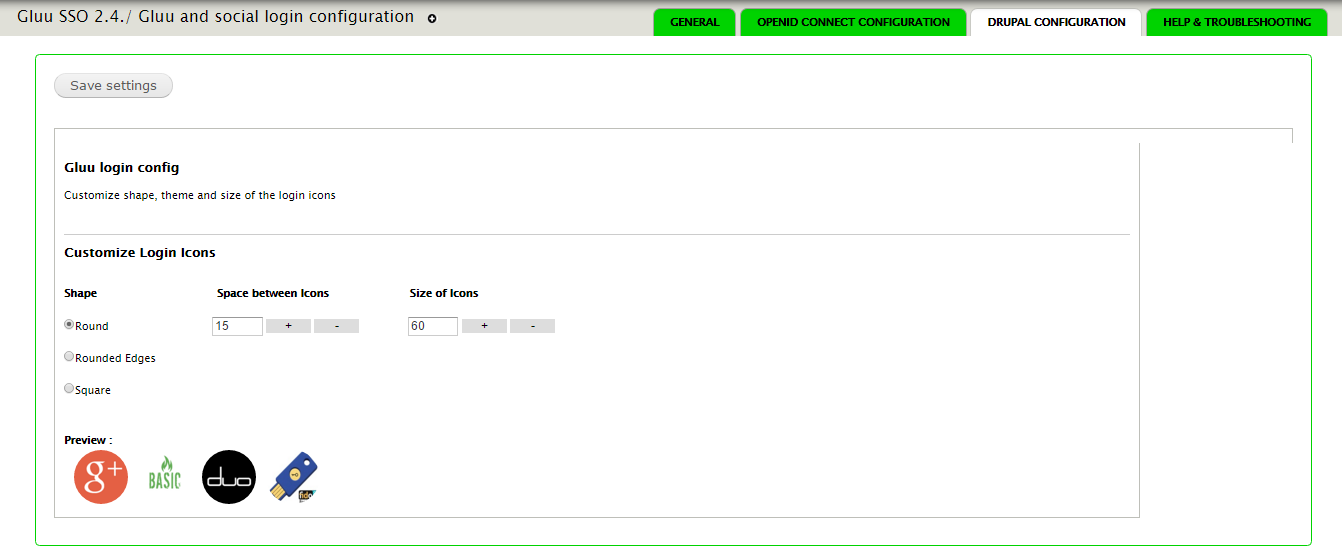 Gluu SSO 2.4./ Gluu and social login configuration
GENERAL OPENID CONNECT CONFIGURATION DRUPAL CONFIGURATION HELP & TROUBLESHOOTING
Save settings
Gluu login config
Customize shape, theme and size of the login icons
Customize Login Icons
Shape Space between Icons Size of Icons
Round 15 + - 60 + -
Rounded Edges
Square
Preview :
g+ BASIC duo fido